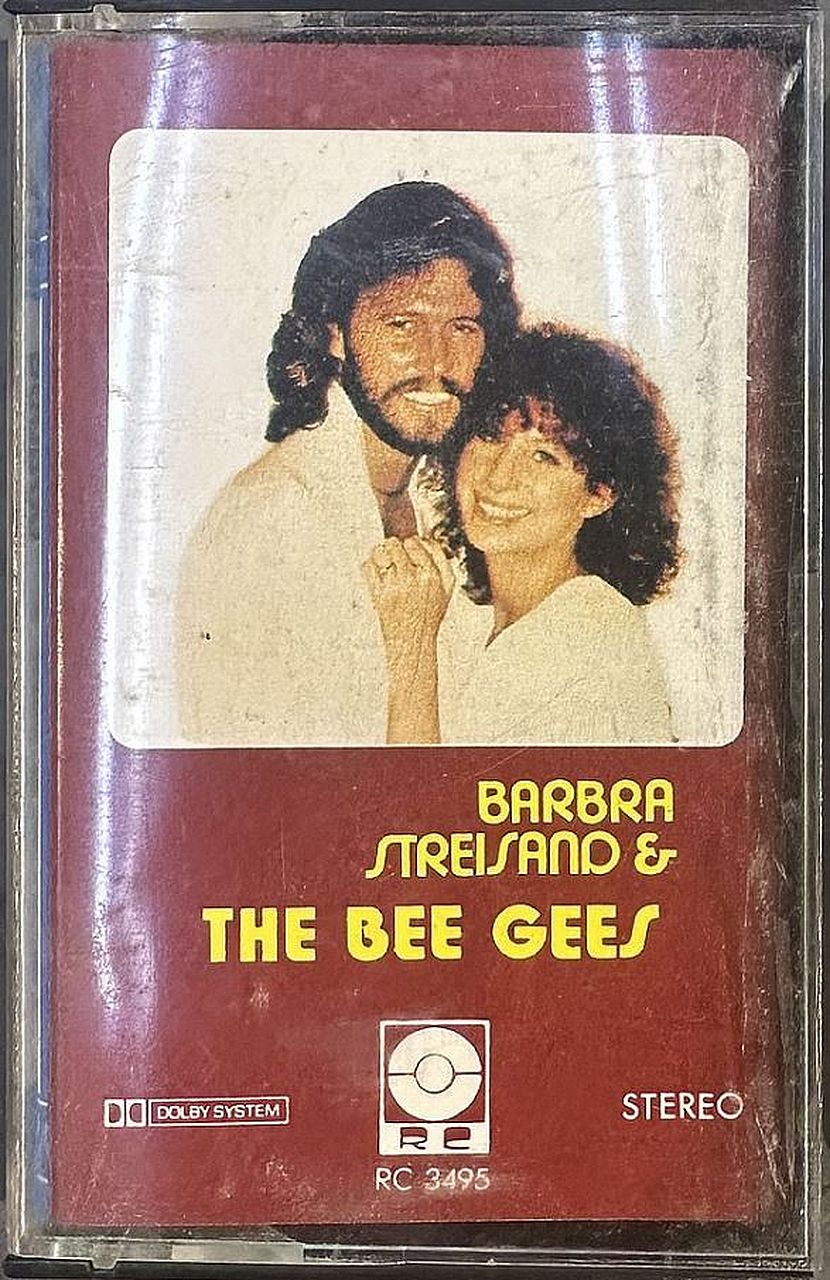 BARBRA
STREISAND &
THE BEE GEES
DOLBY SYSTEM
STEREO
RC
RC 3495